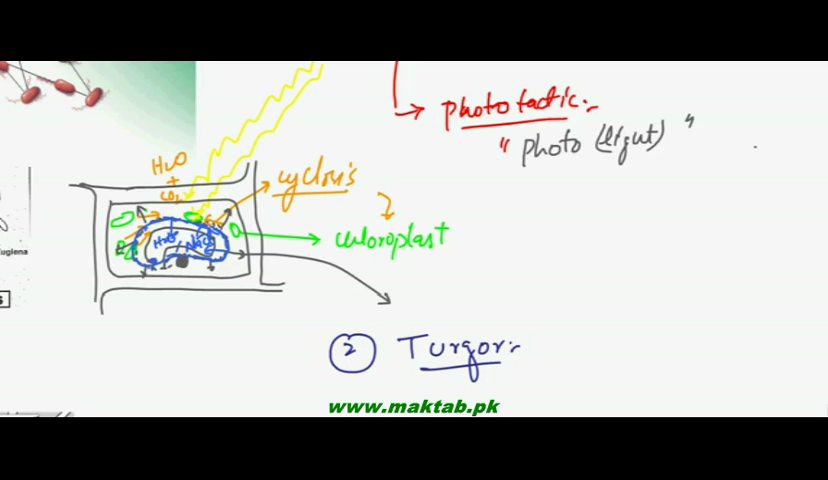 phototactic:-
" photo (light) "
H2O
+
CO2
cyclosis
chloroplast
Euglena
2 Turgor:-
www.maktab.pk